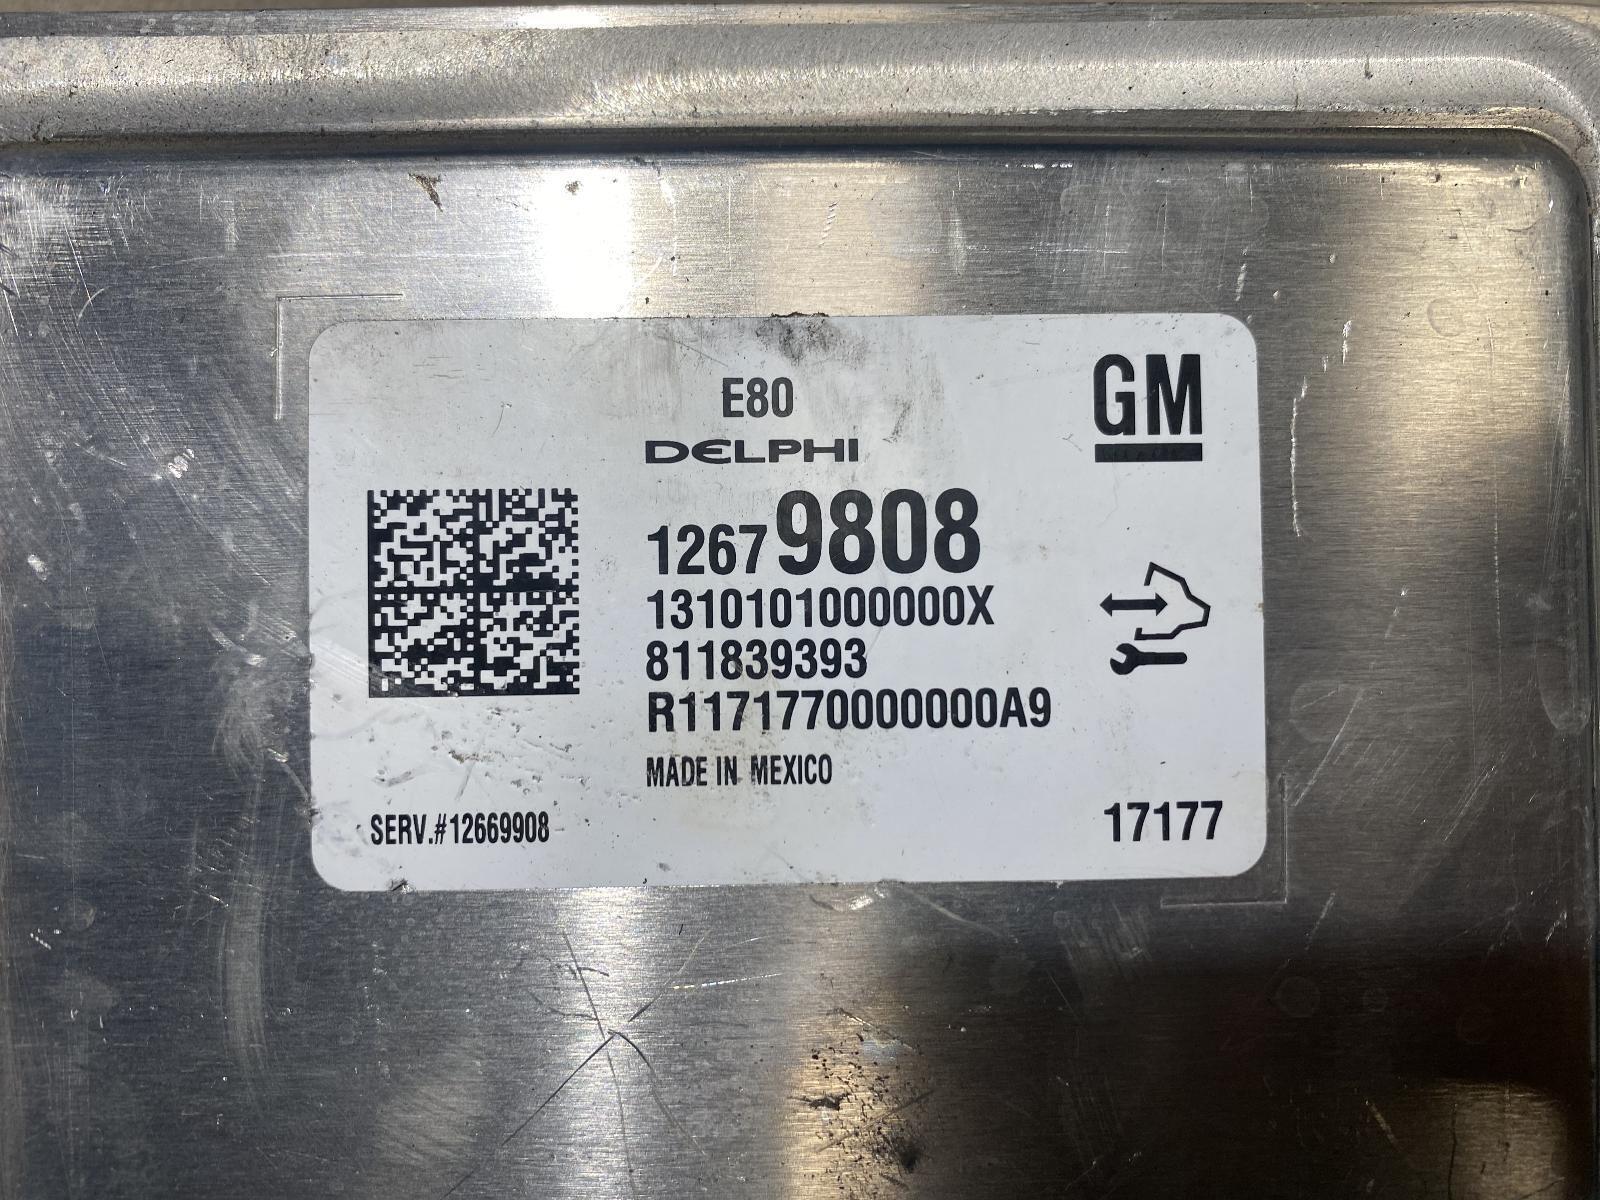 E80
GM
DELPHI
12679808
1310101000000X
811839393
R1171770000000A9
MADE IN MEXICO
SERV.#12669908
17177